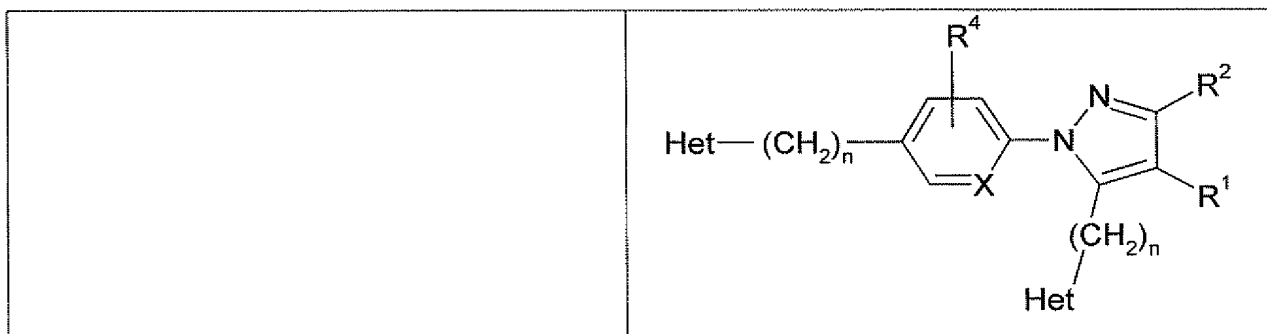 R⁴
N R²
Het—(CH₂)ₙ N
X R¹
(CH₂)ₙ
Het